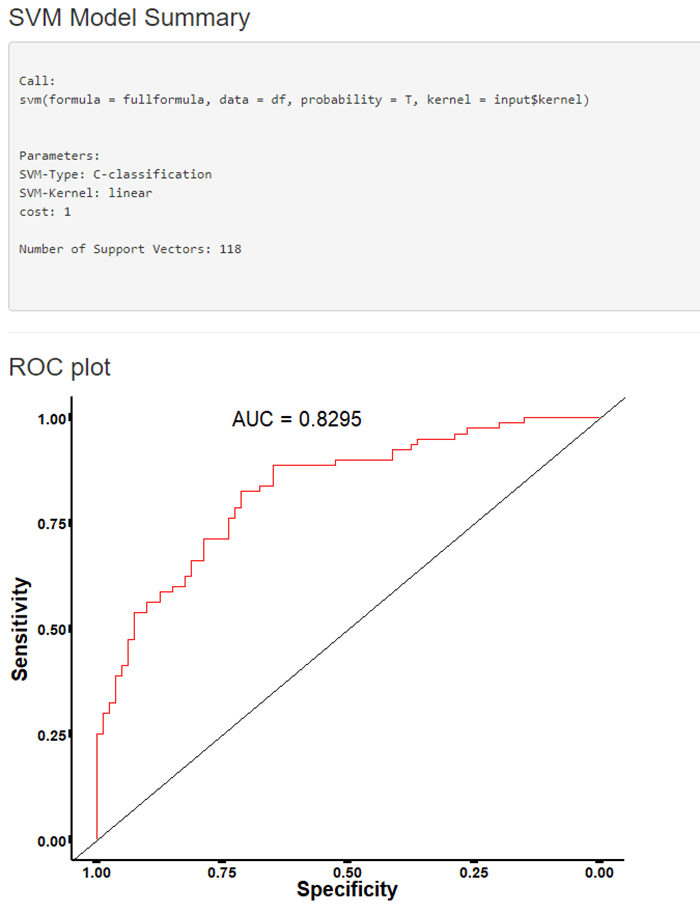 SVM Model Summary
Call:
svm(formula = fullformula, data = df, probability = T, kernel = input$kernel)
Parameters:
SVM-Type: C-classification
SVM-Kernel: linear
cost: 1
Number of Support Vectors: 118
ROC plot
AUC = 0.8295
1.00
0.75
0.50
0.25
0.00
Sensitivity
1.00 0.75 0.50 0.25 0.00
Specificity